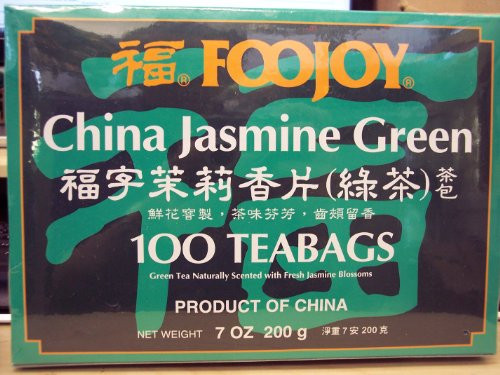 福® FOOJOY®
China Jasmine Green
福字茉莉香片(綠茶)茶包
鮮花窨製，茶味芬芳，齒頰留香
100 TEABAGS
Green Tea Naturally Scented with Fresh Jasmine Blossoms
PRODUCT OF CHINA
NET WEIGHT 7 OZ 200 g 淨重7安200克
福